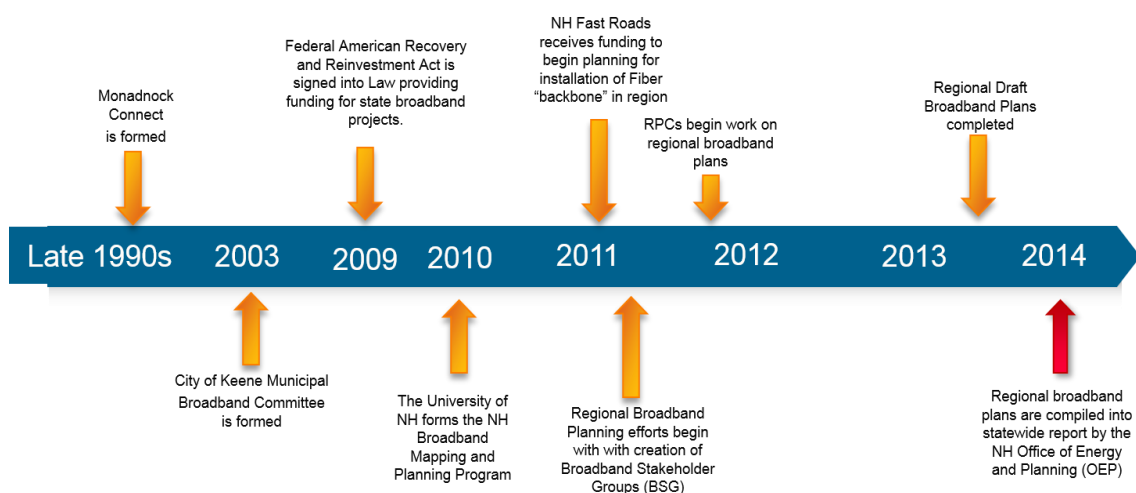 Monadnock
Connect
is formed
Federal American Recovery
and Reinvestment Act is
signed into Law providing
funding for state broadband
projects.
NH Fast Roads
receives funding to
begin planning for
installation of Fiber
“backbone” in region
RPCs begin work on
regional broadband
plans
Regional Draft
Broadband Plans
completed
Late 1990s
2003
2009
2010
2011
2012
2013
2014
City of Keene Municipal
Broadband Committee
is formed
The University of
NH forms the NH
Broadband
Mapping and
Planning Program
Regional Broadband
Planning efforts begin
with with creation of
Broadband Stakeholder
Groups (BSG)
Regional broadband
plans are compiled into
statewide report by the
NH Office of Energy
and Planning (OEP)